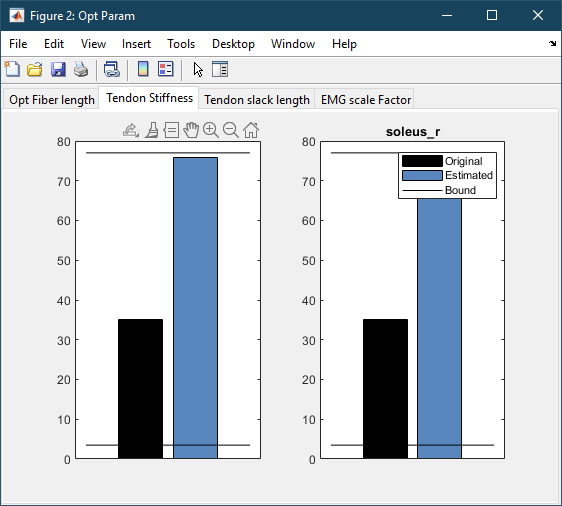 Figure 2: Opt Param
File Edit View Insert Tools Desktop Window Help
Opt Fiber length Tendon Stiffness Tendon slack length EMG scale Factor
80
70
60
50
40
30
20
10
0
soleus_r
80
70
60
50
40
30
20
10
0
Original
Estimated
Bound